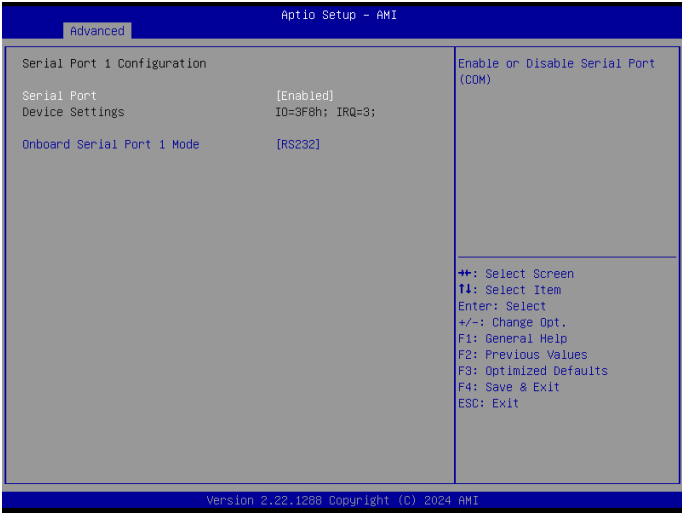 Aptio Setup – AMI
Advanced
Serial Port 1 Configuration
Serial Port [Enabled]
Device Settings IO=3F8h; IRQ=3;
Onboard Serial Port 1 Mode [RS232]
Enable or Disable Serial Port
(COM)
→←: Select Screen
↑↓: Select Item
Enter: Select
+/-: Change Opt.
F1: General Help
F2: Previous Values
F3: Optimized Defaults
F4: Save & Exit
ESC: Exit
Version 2.22.1288 Copyright (C) 2024 AMI